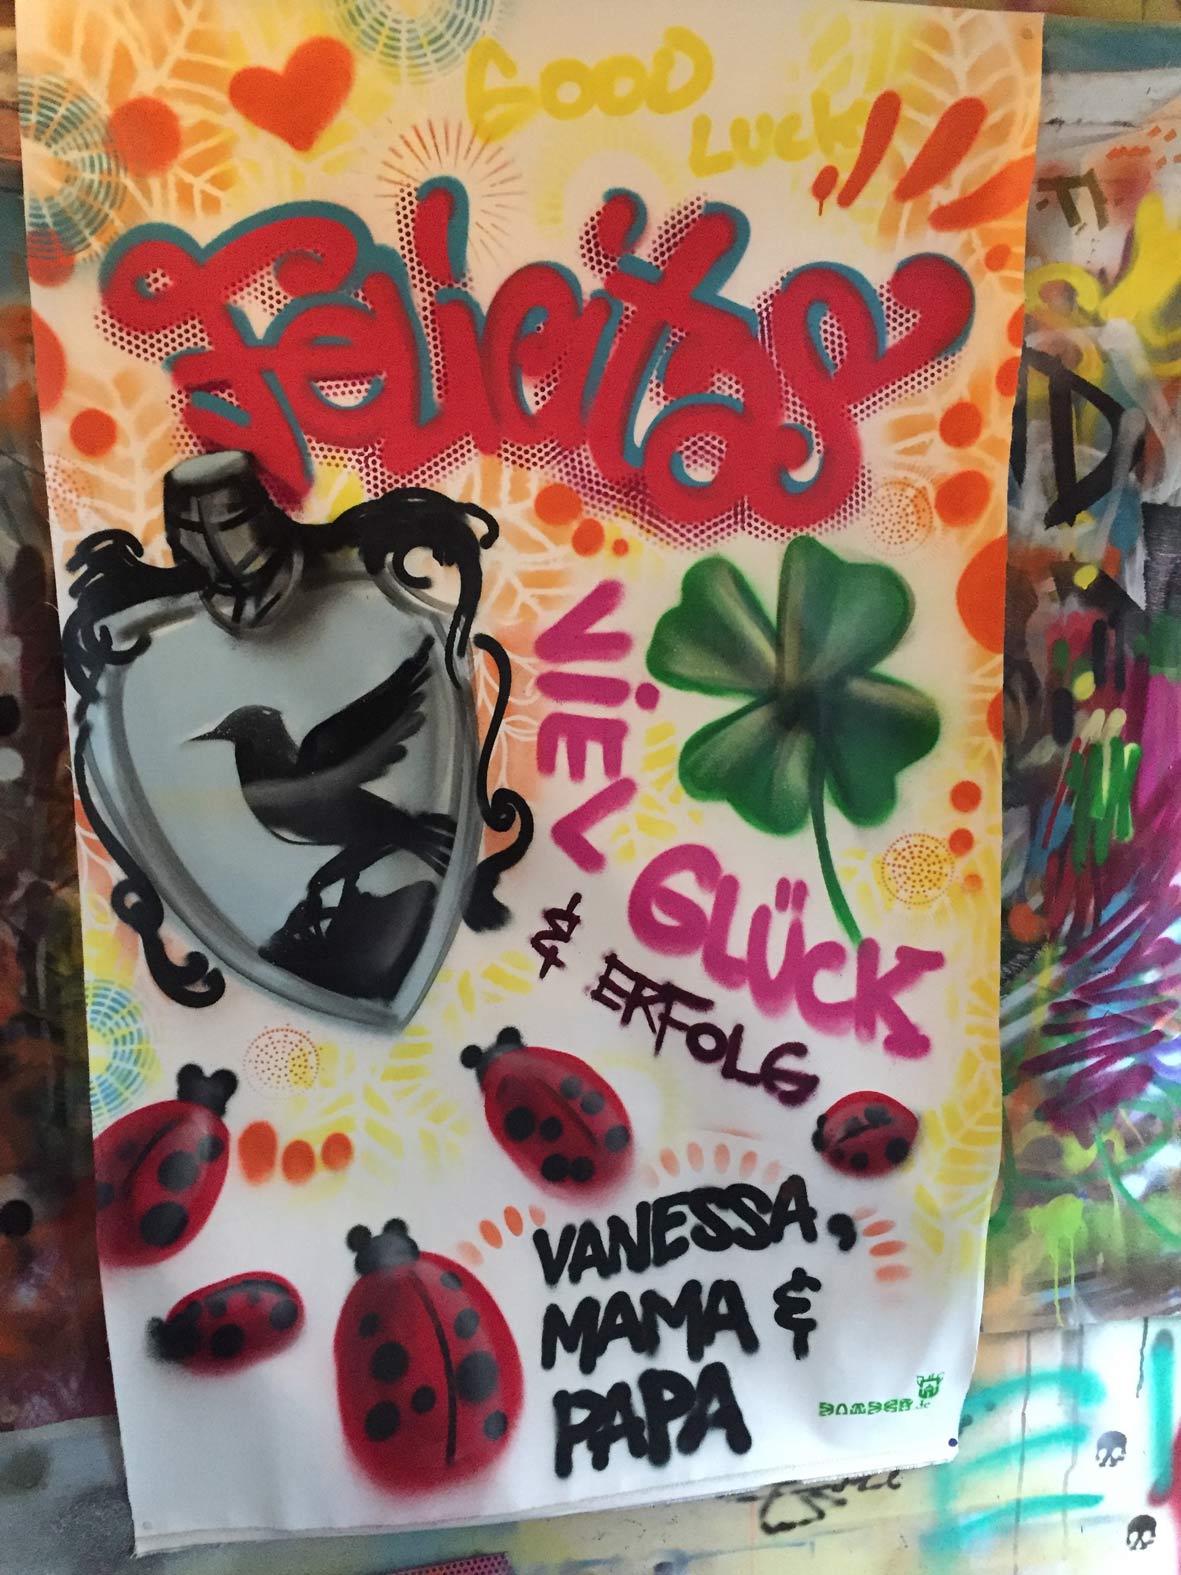 GOOD
LUCK
Felicitas
VIEL
GLÜCK
& ERFOLG
VANESSA,
MAMA &
PAPA